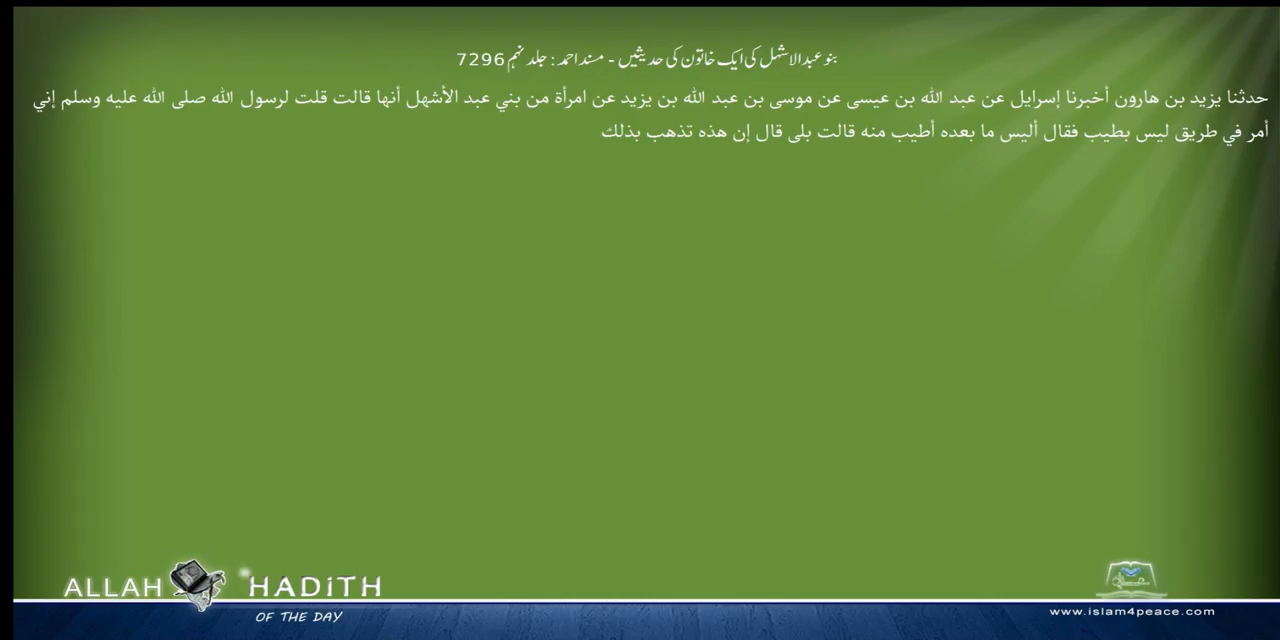 بنو عبدالاشہل کی ایک خاتون کی حدیثیں - مسند احمد : جلد نہم 7296
حدثنا يزيد بن هارون أخبرنا إسرايل عن عبد الله بن عيسى عن موسى بن عبد الله بن يزيد عن امرأة من بني عبد الأشهل أنها قالت قلت لرسول الله صلى الله عليه وسلم إني
أمر في طريق ليس بطيب فقال أليس ما بعده أطيب منه قالت بلى قال إن هذه تذهب بذلك
ALLAH HADITH
OF THE DAY
www.islam4peace.com